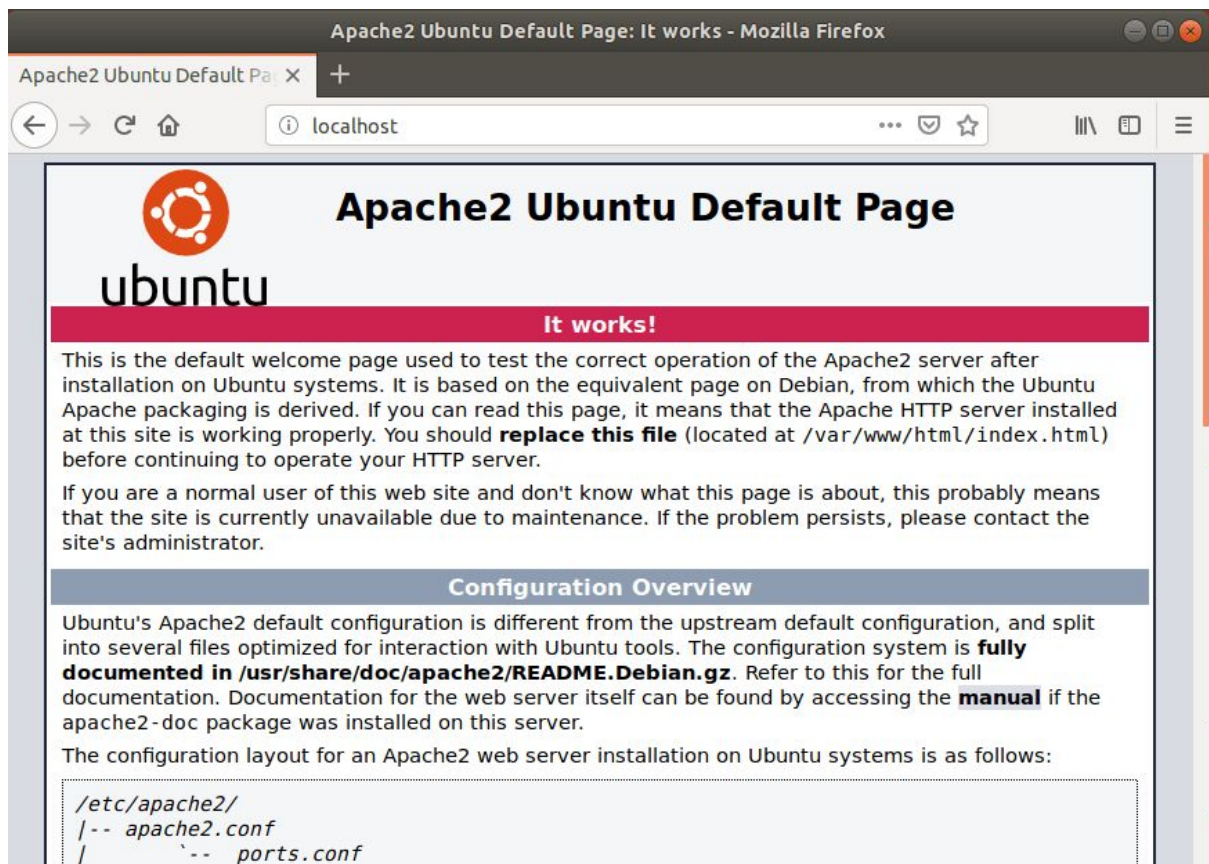 Apache2 Ubuntu Default Page: It works - Mozilla Firefox
Apache2 Ubuntu Default Pa
localhost
ubuntu
Apache2 Ubuntu Default Page
It works!
This is the default welcome page used to test the correct operation of the Apache2 server after
installation on Ubuntu systems. It is based on the equivalent page on Debian, from which the Ubuntu
Apache packaging is derived. If you can read this page, it means that the Apache HTTP server installed
at this site is working properly. You should replace this file (located at /var/www/html/index.html)
before continuing to operate your HTTP server.
If you are a normal user of this web site and don't know what this page is about, this probably means
that the site is currently unavailable due to maintenance. If the problem persists, please contact the
site's administrator.
Configuration Overview
Ubuntu's Apache2 default configuration is different from the upstream default configuration, and split
into several files optimized for interaction with Ubuntu tools. The configuration system is fully
documented in /usr/share/doc/apache2/README.Debian.gz. Refer to this for the full
documentation. Documentation for the web server itself can be found by accessing the manual if the
apache2-doc package was installed on this server.
The configuration layout for an Apache2 web server installation on Ubuntu systems is as follows:
/etc/apache2/
|-- apache2.conf
|       `--  ports.conf